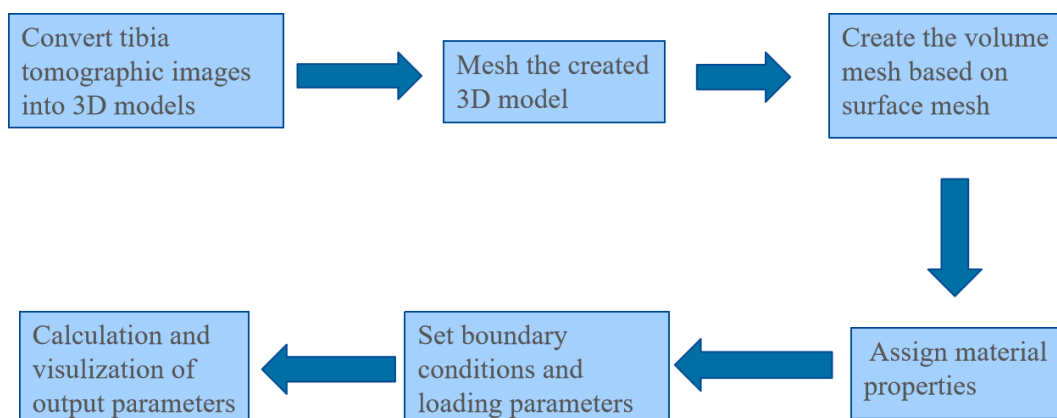 Convert tibia
tomographic images
into 3D models
Mesh the created
3D model
Create the volume
mesh based on
surface mesh
Assign material
properties
Set boundary
conditions and
loading parameters
Calculation and
visulization of
output parameters